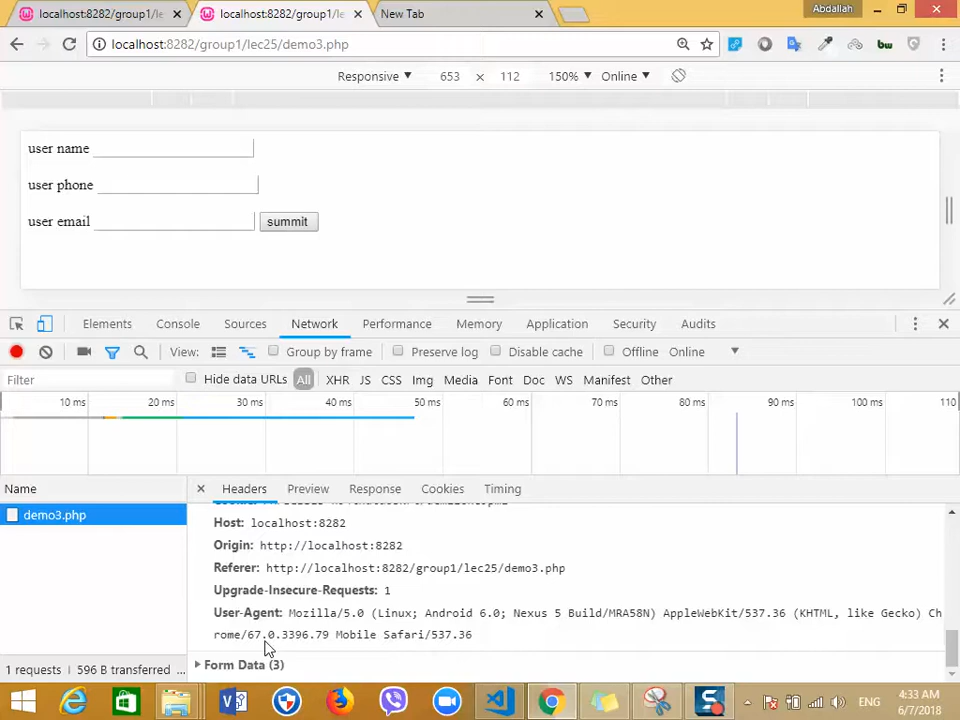 Abdallah
localhost:8282/group1/le
localhost:8282/group1/le
New Tab
localhost:8282/group1/lec25/demo3.php
bw
Responsive ▼ 653 × 112 150% ▼ Online ▼
user name
user phone
user email summit
Elements Console Sources Network Performance Memory Application Security Audits
View: Group by frame Preserve log Disable cache Offline Online ▼
Filter Hide data URLs All XHR JS CSS Img Media Font Doc WS Manifest Other
10 ms 20 ms 30 ms 40 ms 50 ms 60 ms 70 ms 80 ms 90 ms 100 ms 110
Name Headers Preview Response Cookies Timing
demo3.php
Host: localhost:8282
Origin: http://localhost:8282
Referer: http://localhost:8282/group1/lec25/demo3.php
Upgrade-Insecure-Requests: 1
User-Agent: Mozilla/5.0 (Linux; Android 6.0; Nexus 5 Build/MRA58N) AppleWebKit/537.36 (KHTML, like Gecko) Ch
rome/67.0.3396.79 Mobile Safari/537.36
Form Data (3)
1 requests 596 B transferred ...
ENG
4:33 AM
6/7/2018